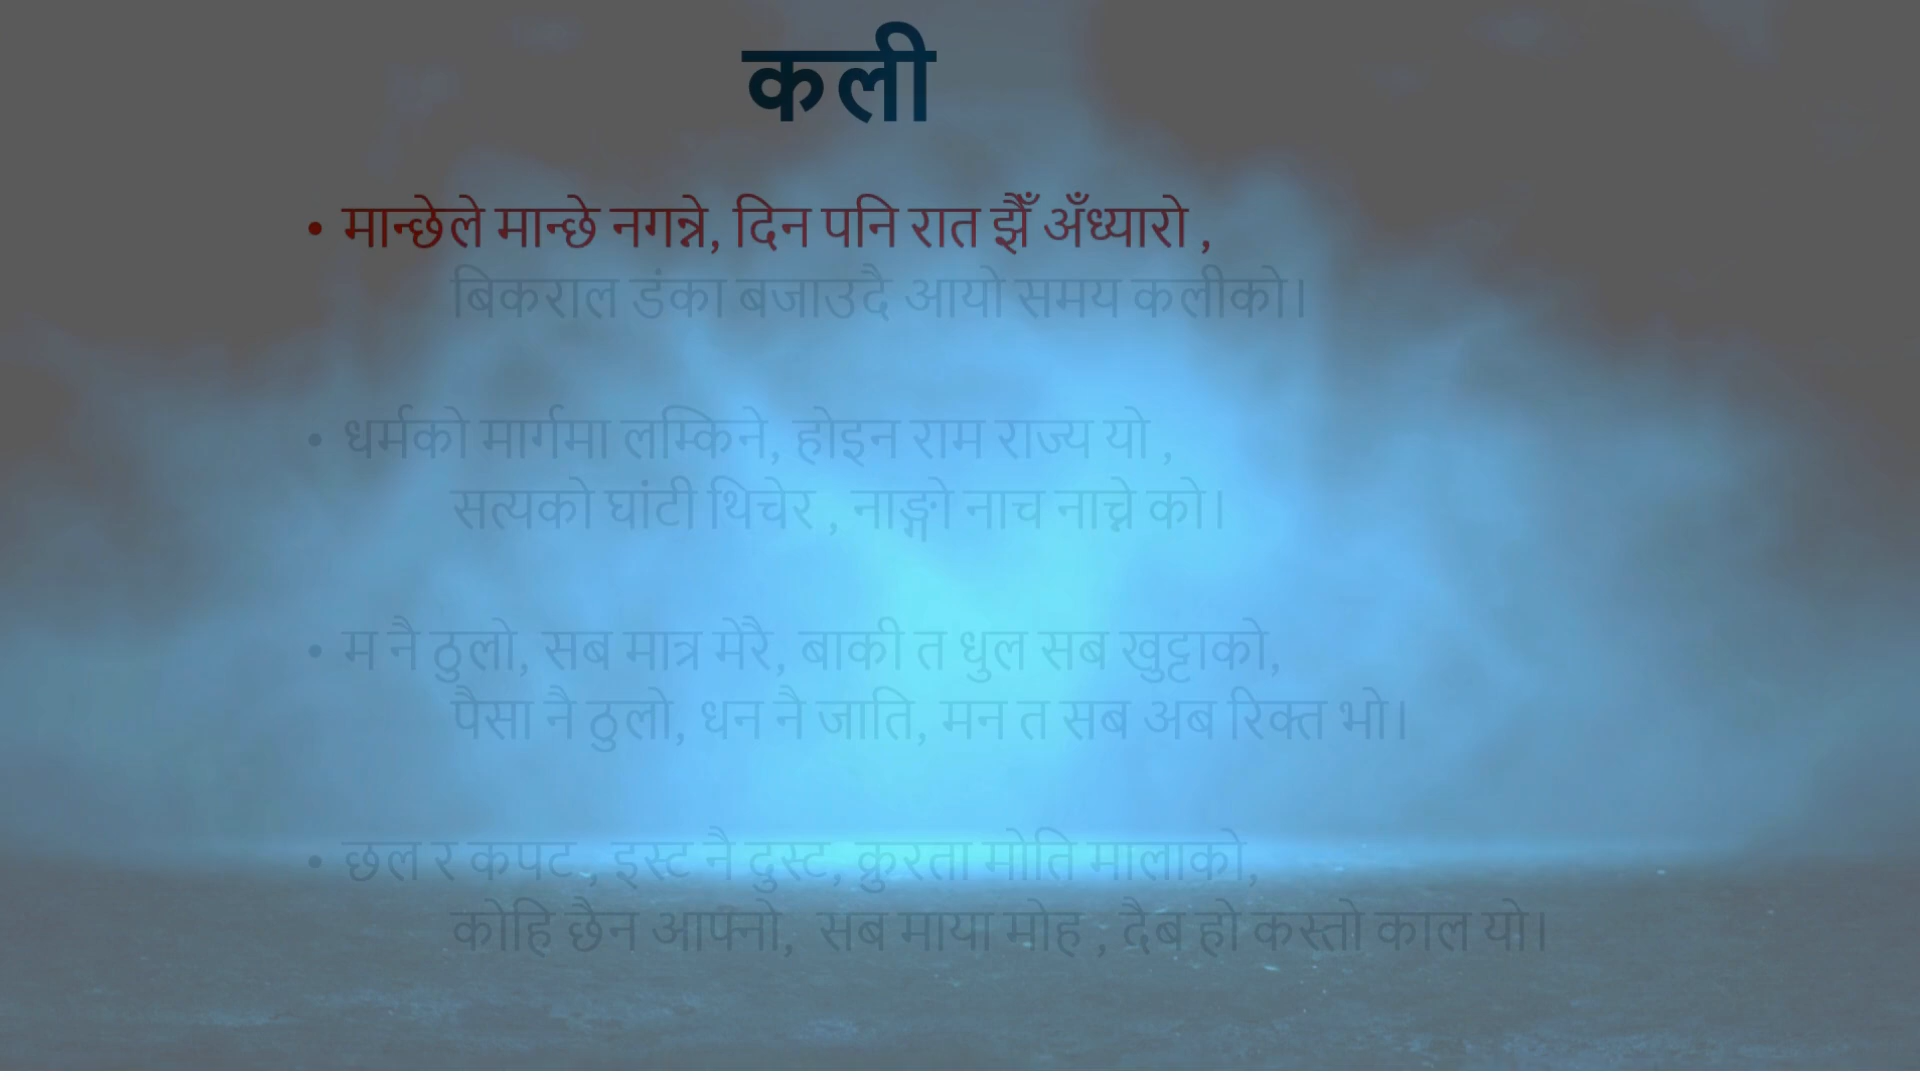 कली
• मान्छेले मान्छे नगन्ने, दिन पनि रात झैँ अँध्यारो ,
बिकराल डंका बजाउदै आयो समय कलीको।
• धर्मको मार्गमा लम्किने, होइन राम राज्य यो ,
सत्यको घांटी थिचेर , नाङ्गो नाच नाच्ने को।
• म नै ठुलो, सब मात्र मेरै, बाकी त धुल सब खुट्टाको,
पैसा नै ठुलो, धन नै जाति, मन त सब अब रिक्त भो।
• छल र कपट , इस्ट नै दुस्ट, क्रुरता मोति मालाको,
कोहि छैन आफ्नो, सब माया मोह , दैब हो कस्तो काल यो।